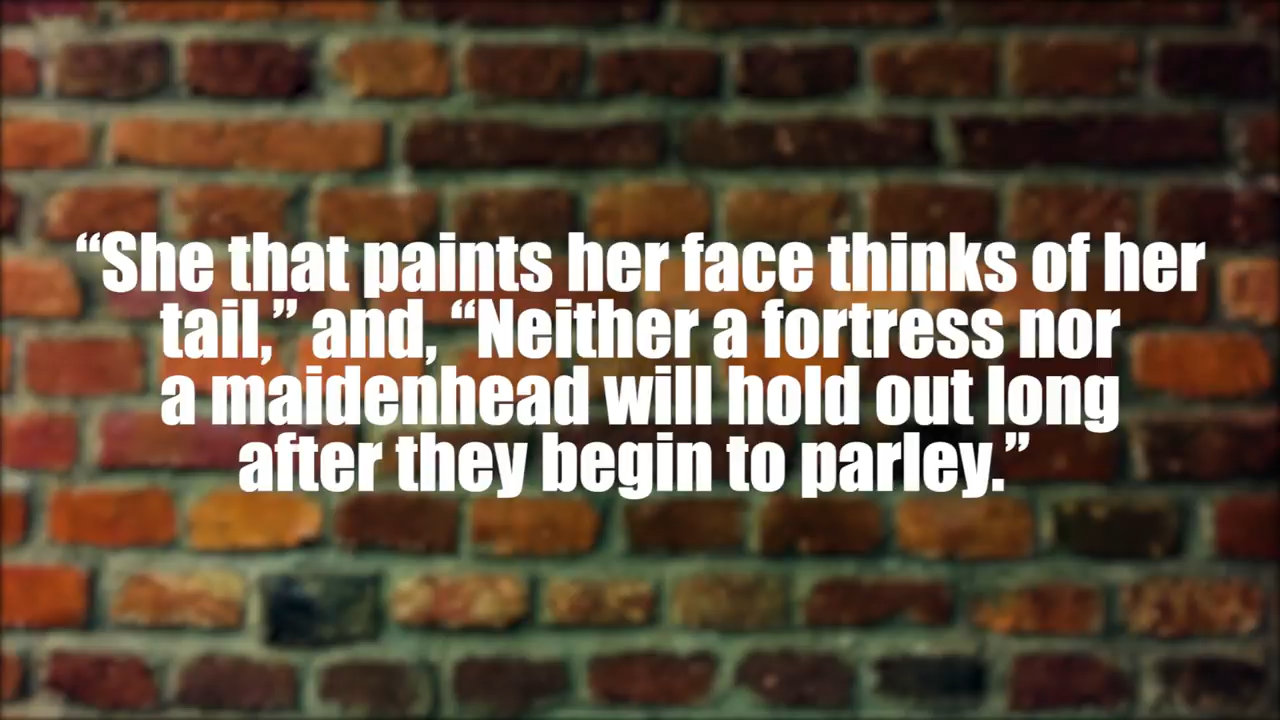 “She that paints her face thinks of her
tail,” and, “Neither a fortress nor
a maidenhead will hold out long
after they begin to parley.”